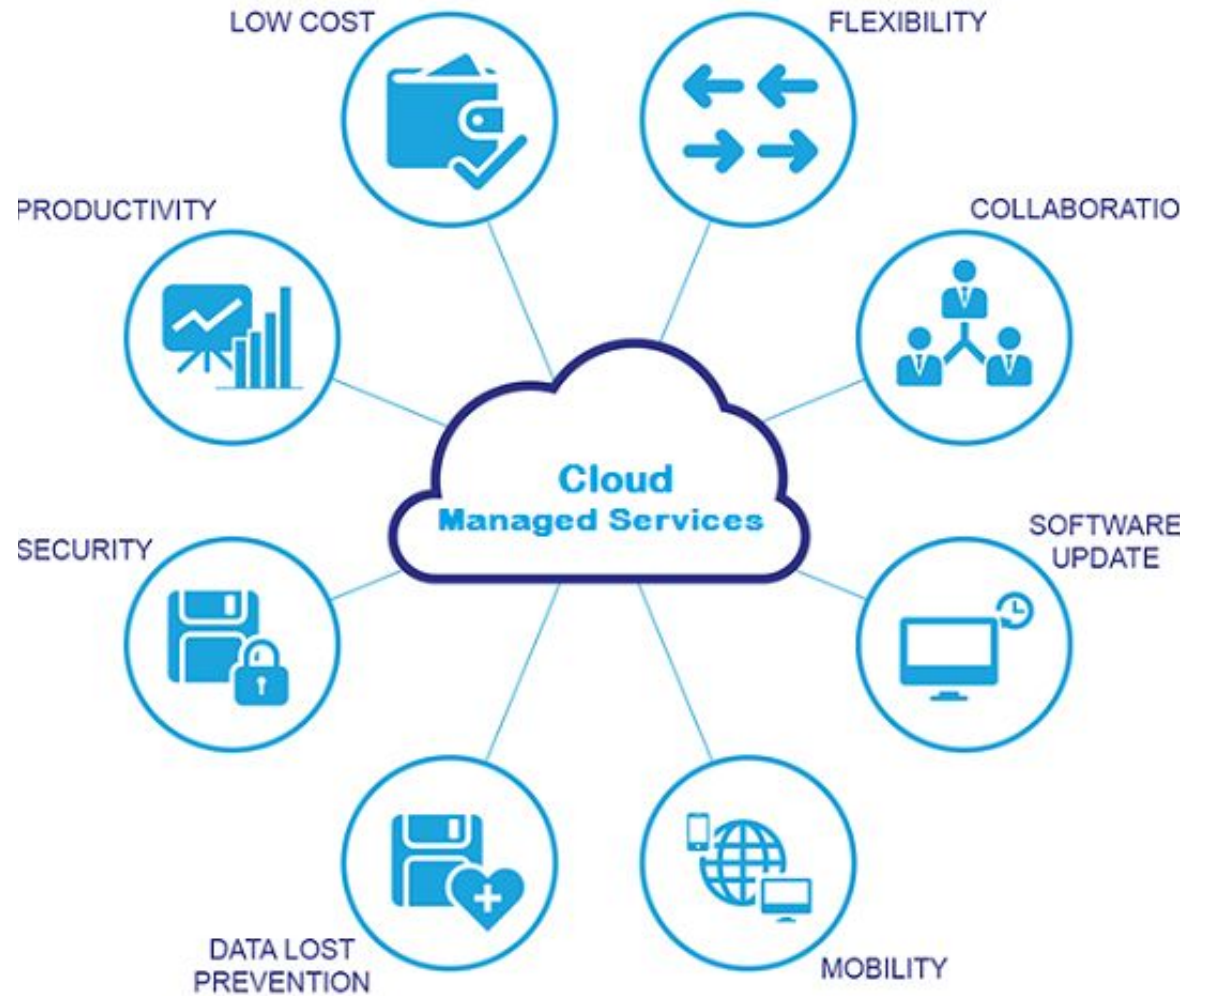 LOW COST
FLEXIBILITY
PRODUCTIVITY
COLLABORATIO
Cloud
Managed Services
SECURITY
SOFTWARE
UPDATE
DATA LOST
PREVENTION
MOBILITY